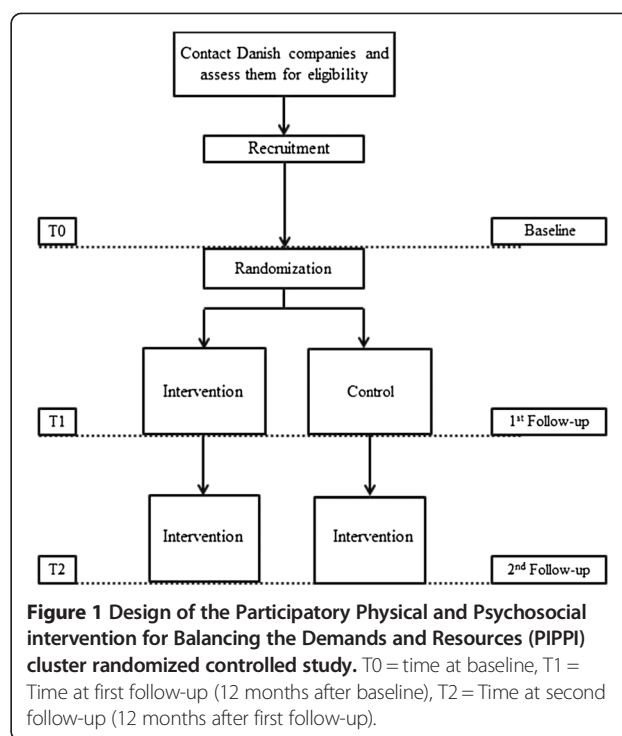 Contact Danish companies and
assess them for eligibility
Recruitment
T0
Baseline
Randomization
Intervention
Control
T1
1st Follow-up
Intervention
Intervention
T2
2nd Follow-up
Figure 1 Design of the Participatory Physical and Psychosocial
intervention for Balancing the Demands and Resources (PIPPI)
cluster randomized controlled study. T0 = time at baseline, T1 =
Time at first follow-up (12 months after baseline), T2 = Time at second
follow-up (12 months after first follow-up).